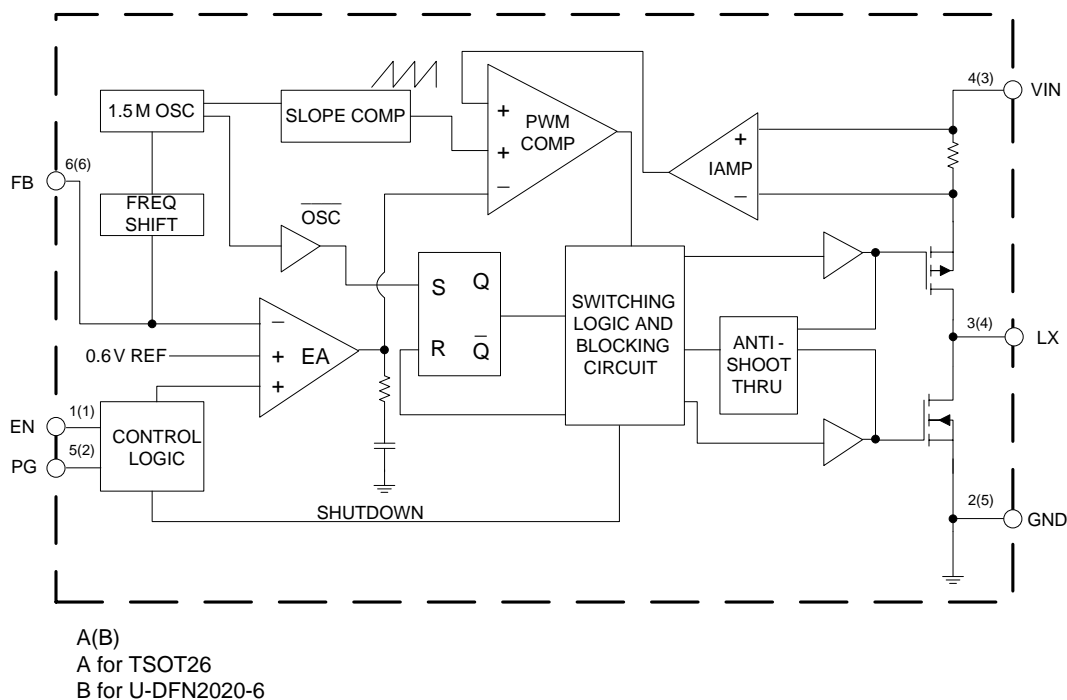 4(3)
VIN
1.5 M OSC
SLOPE COMP
+
+
−
PWM
COMP
+
−
IAMP
6(6)
FB
FREQ
SHIFT
OSC
S
Q
R
Q
SWITCHING
LOGIC AND
BLOCKING
CIRCUIT
ANTI -
SHOOT
THRU
3(4)
LX
−
+
+
EA
0.6 V REF
EN
1(1)
PG
5(2)
CONTROL
LOGIC
SHUTDOWN
2(5)
GND
A(B)
A for TSOT26
B for U-DFN2020-6